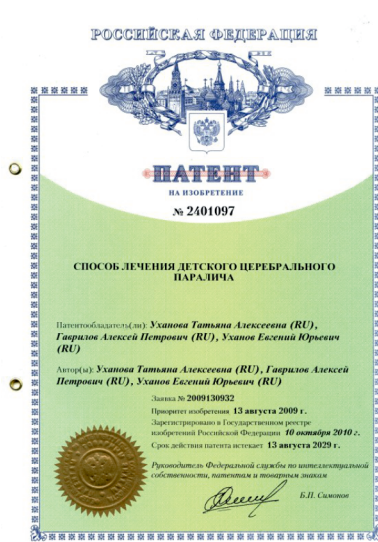 РОССИЙСКАЯ ФЕДЕРАЦИЯ
ПАТЕНТ
НА ИЗОБРЕТЕНИЕ
№ 2401097
СПОСОБ ЛЕЧЕНИЯ ДЕТСКОГО ЦЕРЕБРАЛЬНОГО
ПАРАЛИЧА
Патентообладатель(ли): Уханова Татьяна Алексеевна (RU),
Гаврилов Алексей Петрович (RU), Уханов Евгений Юрьевич
(RU)
Автор(ы): Уханова Татьяна Алексеевна (RU), Гаврилов Алексей
Петрович (RU), Уханов Евгений Юрьевич (RU)
Заявка № 2009130932
Приоритет изобретения 13 августа 2009 г.
Зарегистрировано в Государственном реестре
изобретений Российской Федерации 10 октября 2010 г.
Срок действия патента истекает 13 августа 2029 г.
Руководитель Федеральной службы по интеллектуальной
собственности, патентам и товарным знакам
Б.П. Симонов